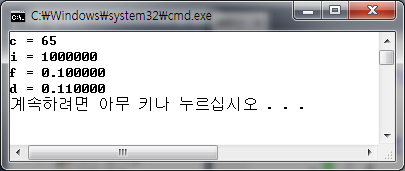 C:₩Windows₩system32₩cmd.exe
c = 65
i = 1000000
f = 0.100000
d = 0.110000
계속하려면 아무 키나 누르십시오 . . .